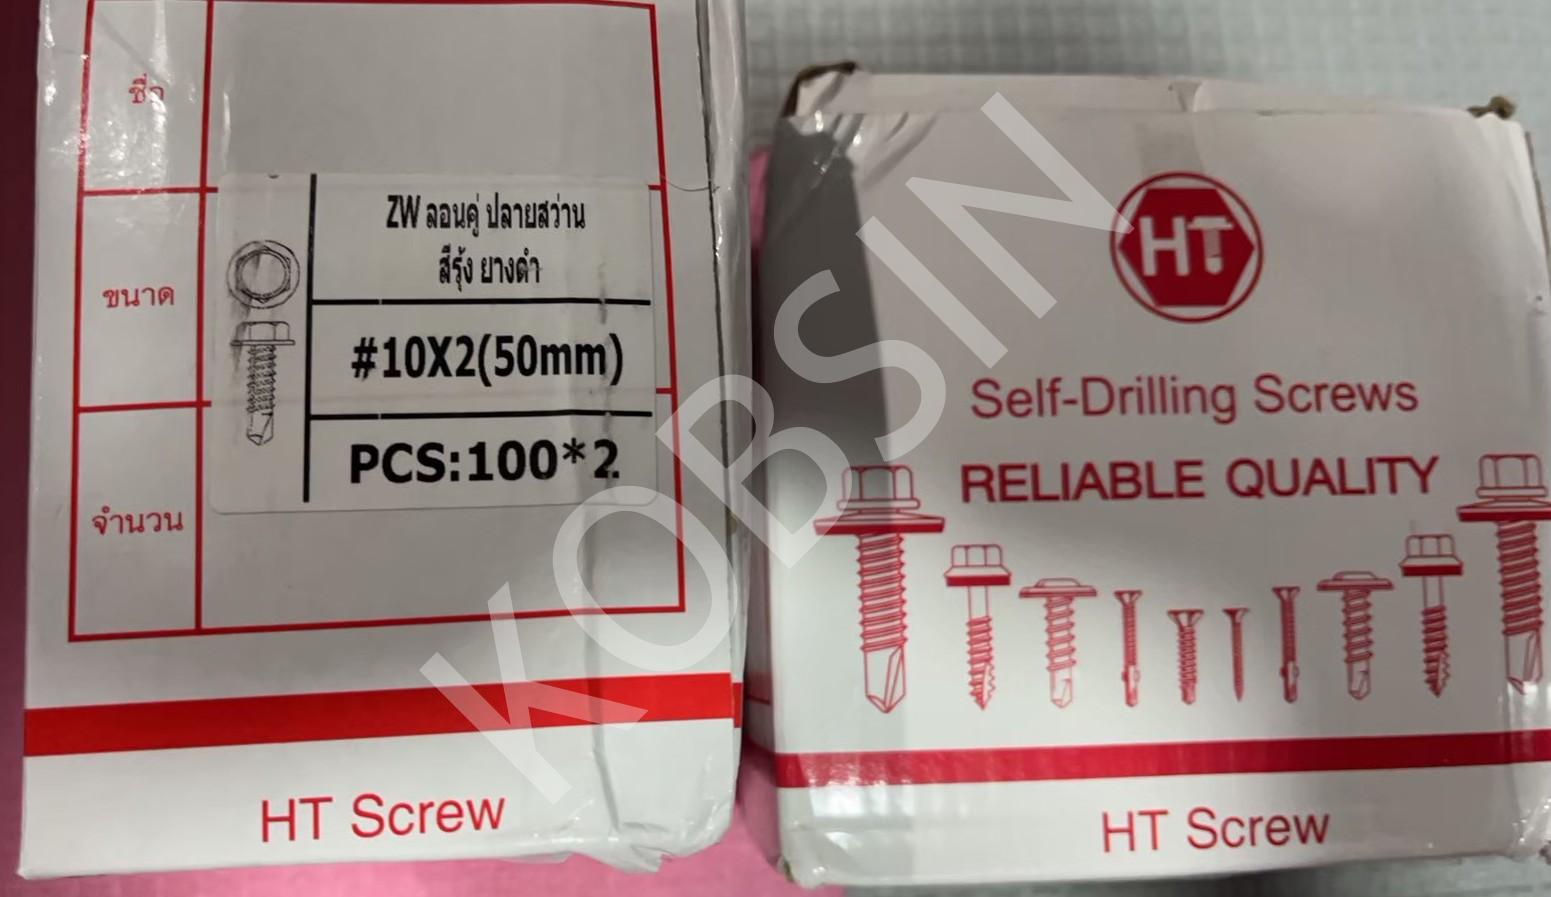 ชื่อ
ZW ลอนคู่ ปลายสว่าน
สีรุ้ง ยางดำ
ขนาด
#10X2(50mm)
จำนวน
PCS:100*2
HT Screw
HT
Self-Drilling Screws
RELIABLE QUALITY
HT Screw
KOBSIN